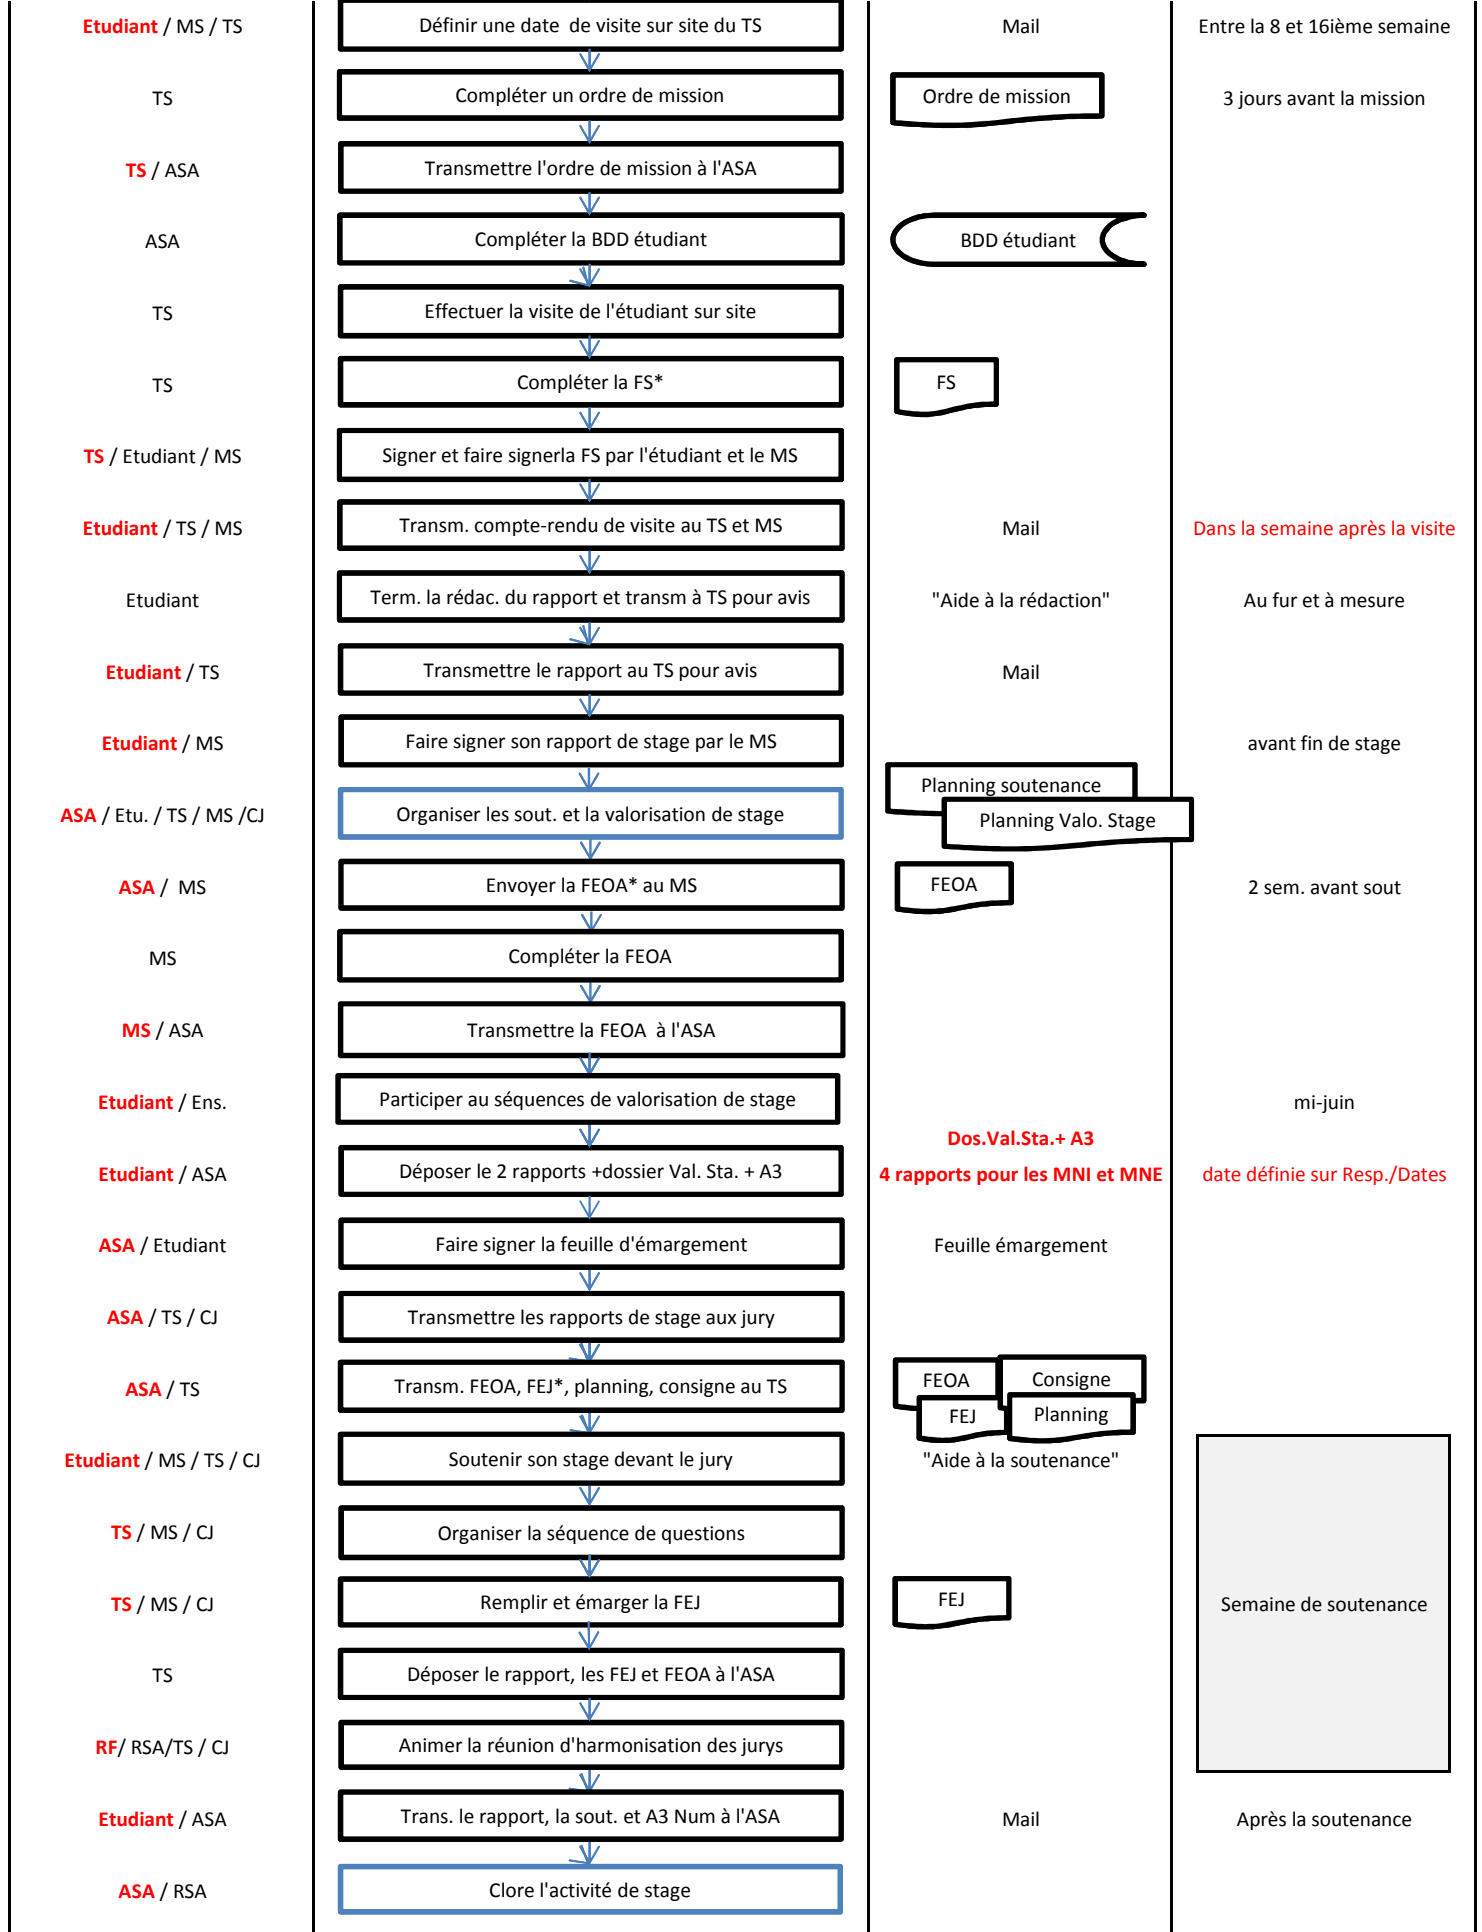 Etudiant / MS / TS
Définir une date de visite sur site du TS
Mail
Entre la 8 et 16ième semaine
TS
Compléter un ordre de mission
Ordre de mission
3 jours avant la mission
TS / ASA
Transmettre l'ordre de mission à l'ASA
ASA
Compléter la BDD étudiant
BDD étudiant
TS
Effectuer la visite de l'étudiant sur site
TS
Compléter la FS*
FS
TS / Etudiant / MS
Signer et faire signerla FS par l'étudiant et le MS
Etudiant / TS / MS
Transm. compte-rendu de visite au TS et MS
Mail
Dans la semaine après la visite
Etudiant
Term. la rédac. du rapport et transm à TS pour avis
"Aide à la rédaction"
Au fur et à mesure
Etudiant / TS
Transmettre le rapport au TS pour avis
Mail
Etudiant / MS
Faire signer son rapport de stage par le MS
avant fin de stage
ASA / Etu. / TS / MS /CJ
Organiser les sout. et la valorisation de stage
Planning soutenance
Planning Valo. Stage
ASA / MS
Envoyer la FEOA* au MS
FEOA
2 sem. avant sout
MS
Compléter la FEOA
MS / ASA
Transmettre la FEOA à l'ASA
Etudiant / Ens.
Participer au séquences de valorisation de stage
mi-juin
Dos.Val.Sta.+ A3
Etudiant / ASA
Déposer le 2 rapports +dossier Val. Sta. + A3
4 rapports pour les MNI et MNE
date définie sur Resp./Dates
ASA / Etudiant
Faire signer la feuille d'émargement
Feuille émargement
ASA / TS / CJ
Transmettre les rapports de stage aux jury
ASA / TS
Transm. FEOA, FEJ*, planning, consigne au TS
FEOA
Consigne
FEJ
Planning
Etudiant / MS / TS / CJ
Soutenir son stage devant le jury
"Aide à la soutenance"
TS / MS / CJ
Organiser la séquence de questions
TS / MS / CJ
Remplir et émarger la FEJ
FEJ
Semaine de soutenance
TS
Déposer le rapport, les FEJ et FEOA à l'ASA
RF/ RSA/TS / CJ
Animer la réunion d'harmonisation des jurys
Etudiant / ASA
Trans. le rapport, la sout. et A3 Num à l'ASA
Mail
Après la soutenance
ASA / RSA
Clore l'activité de stage